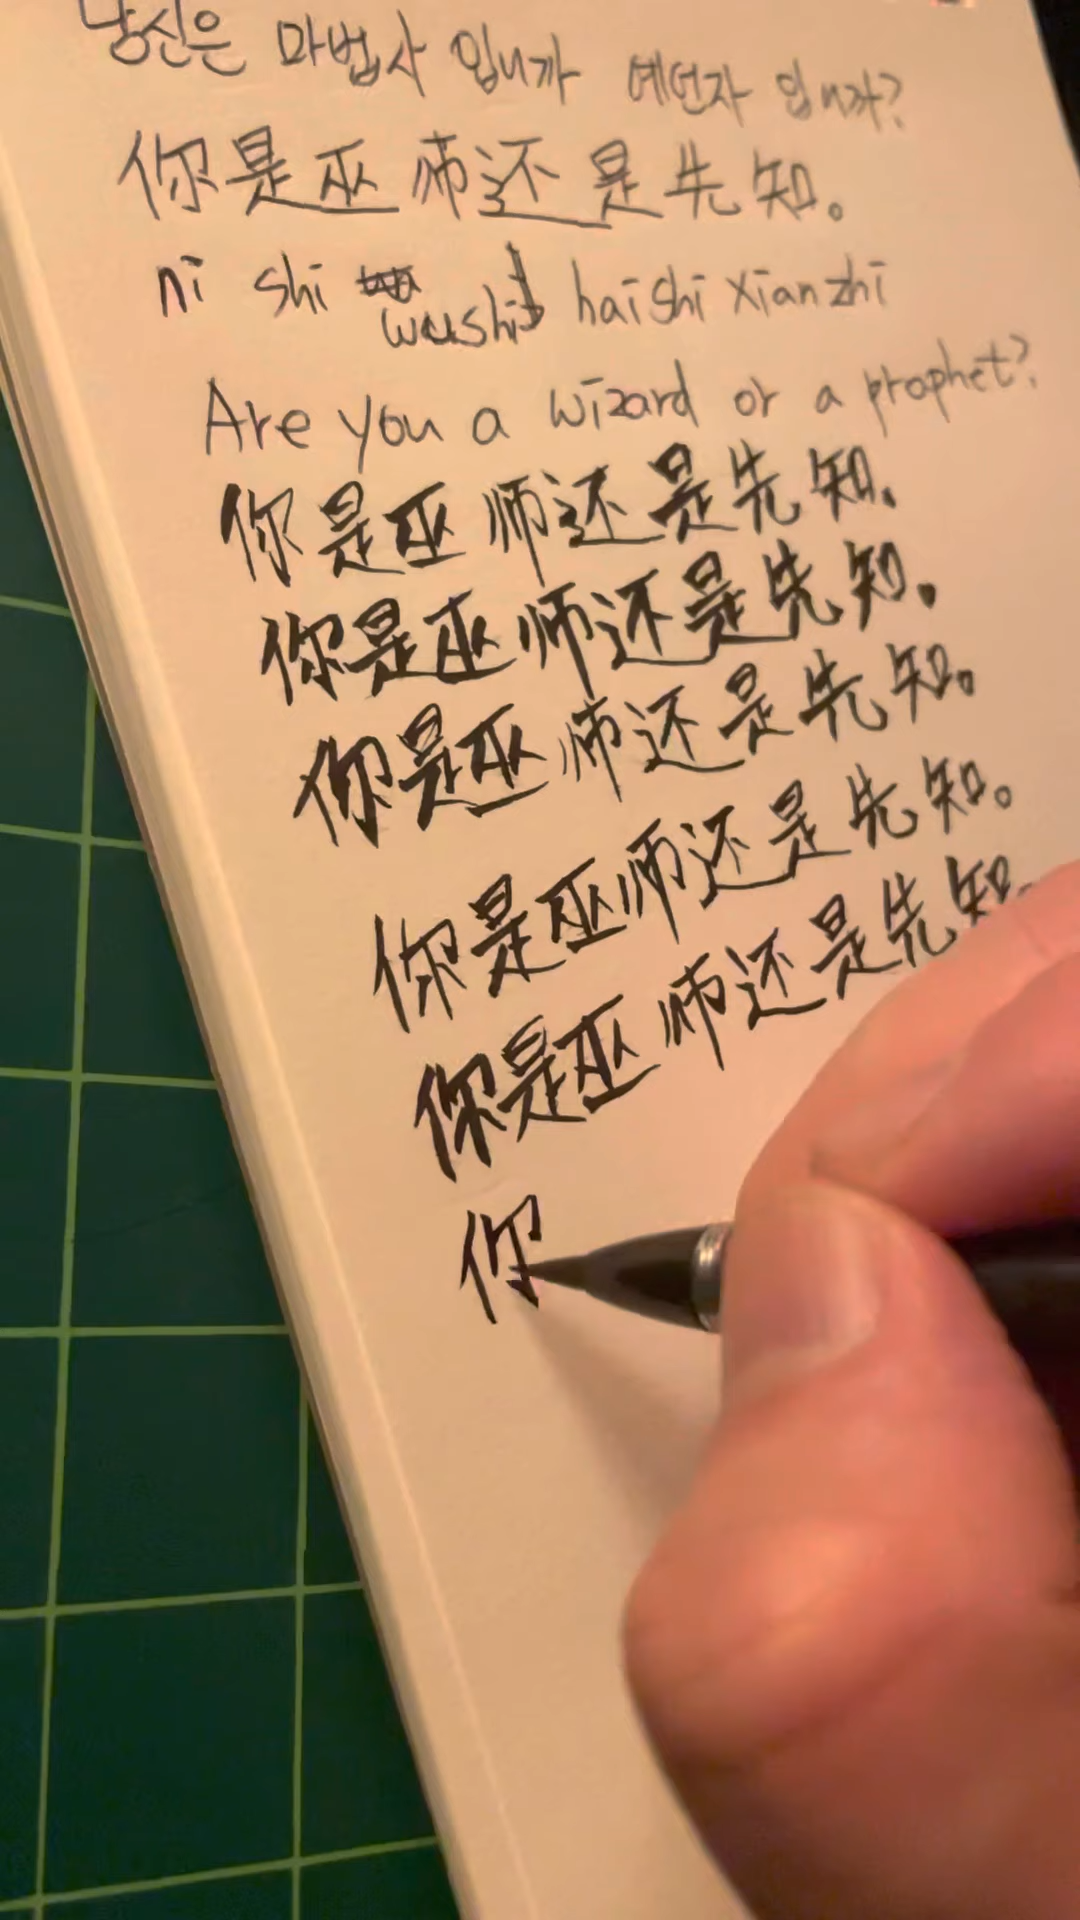 당신은 마법사 입니까 예언자 입니까?
你是巫师还是先知。
ni shi wushi haishi xianzhi
Are you a wizard or a prophet?
你是巫师还是先知。
你是巫师还是先知。
你是巫师还是先知。
你是巫师还是先知。
你是巫师还是先知
你